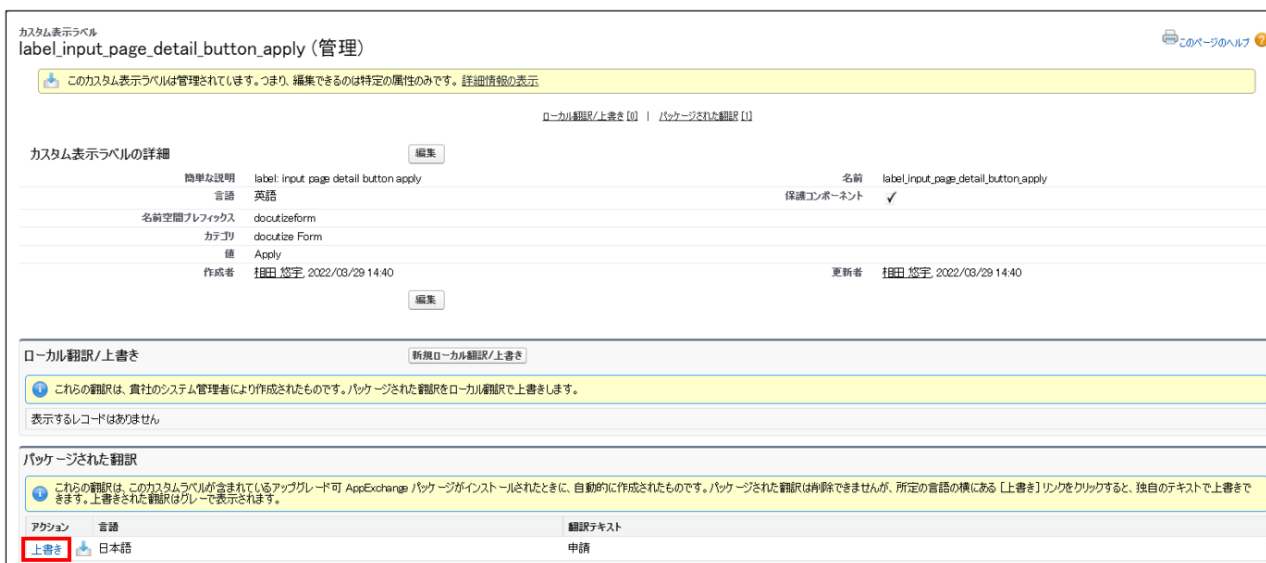 カスタム表示ラベル
label_input_page_detail_button_apply (管理)
このページのヘルプ
このカスタム表示ラベルは管理されています。つまり、編集できるのは特定の属性のみです。 詳細情報の表示
ローカル翻訳/上書き [0] | パッケージされた翻訳 [1]
カスタム表示ラベルの詳細 編集
簡単な説明 label: input page detail button apply 名前 label_input_page_detail_button_apply
言語 英語 保護コンポーネント ✓
名前空間プレフィックス docutizeform
カテゴリ docutize Form
値 Apply
作成者 相田 悠宇, 2022/03/29 14:40 更新者 相田 悠宇, 2022/03/29 14:40
編集
ローカル翻訳/上書き 新規ローカル翻訳/上書き
これらの翻訳は、貴社のシステム管理者により作成されたものです。パッケージされた翻訳をローカル翻訳で上書きします。
表示するレコードはありません
パッケージされた翻訳
これらの翻訳は、このカスタムラベルが含まれているアップグレード可 AppExchange パッケージがインストールされたときに、自動的に作成されたものです。パッケージされた翻訳は削除できませんが、所定の言語の横にある [上書き] リンクをクリックすると、独自のテキストで上書きで
きます。上書きされた翻訳はグレーで表示されます。
アクション 言語 翻訳テキスト
上書き 日本語 申請